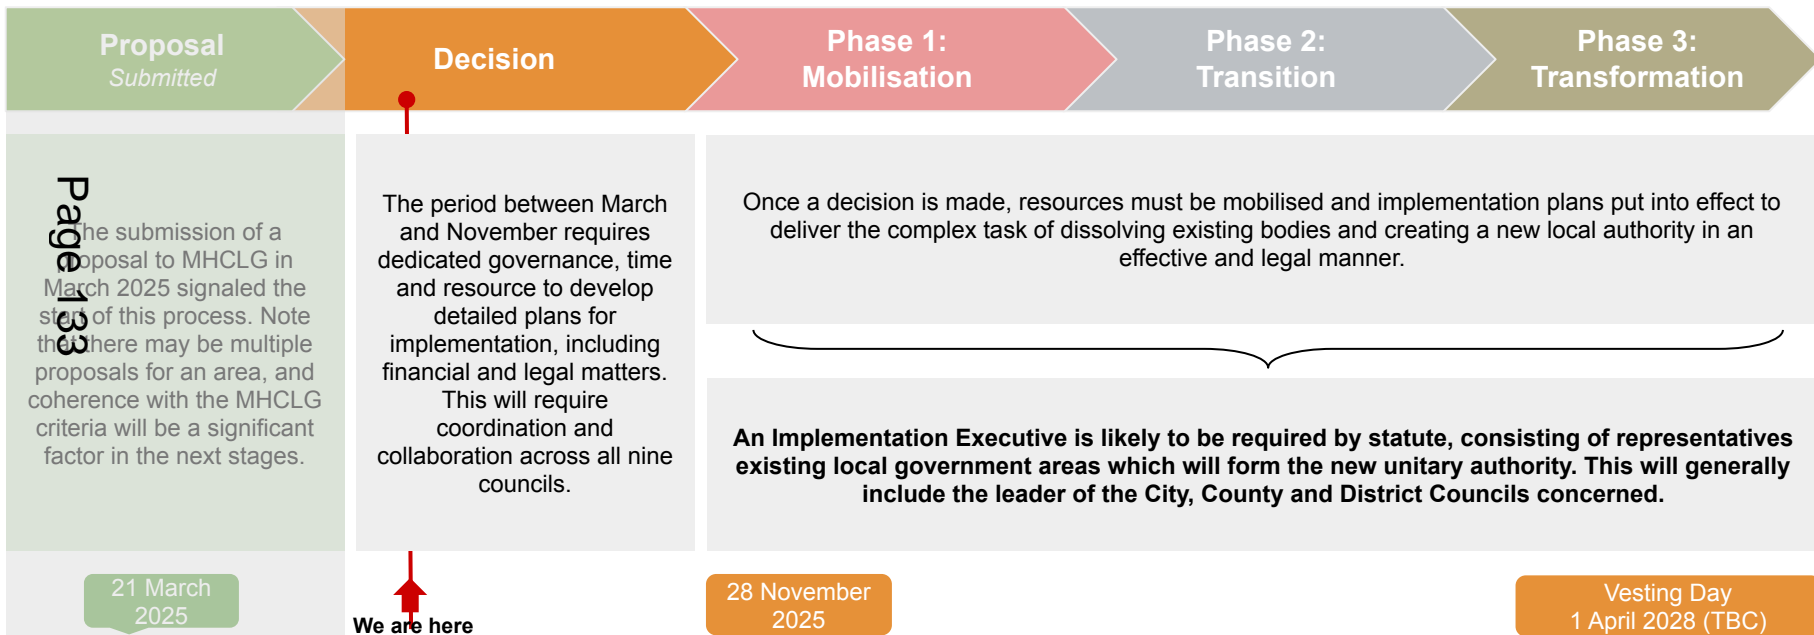 Proposal
Submitted
Decision
Phase 1:
Mobilisation
Phase 2:
Transition
Phase 3:
Transformation
Page 133
The submission of a
proposal to MHCLG in
March 2025 signaled the
start of this process. Note
that there may be multiple
proposals for an area, and
coherence with the MHCLG
criteria will be a significant
factor in the next stages.
The period between March
and November requires
dedicated governance, time
and resource to develop
detailed plans for
implementation, including
financial and legal matters.
This will require
coordination and
collaboration across all nine
councils.
Once a decision is made, resources must be mobilised and implementation plans put into effect to
deliver the complex task of dissolving existing bodies and creating a new local authority in an
effective and legal manner.
An Implementation Executive is likely to be required by statute, consisting of representatives
existing local government areas which will form the new unitary authority. This will generally
include the leader of the City, County and District Councils concerned.
21 March
2025
We are here
28 November
2025
Vesting Day
1 April 2028 (TBC)